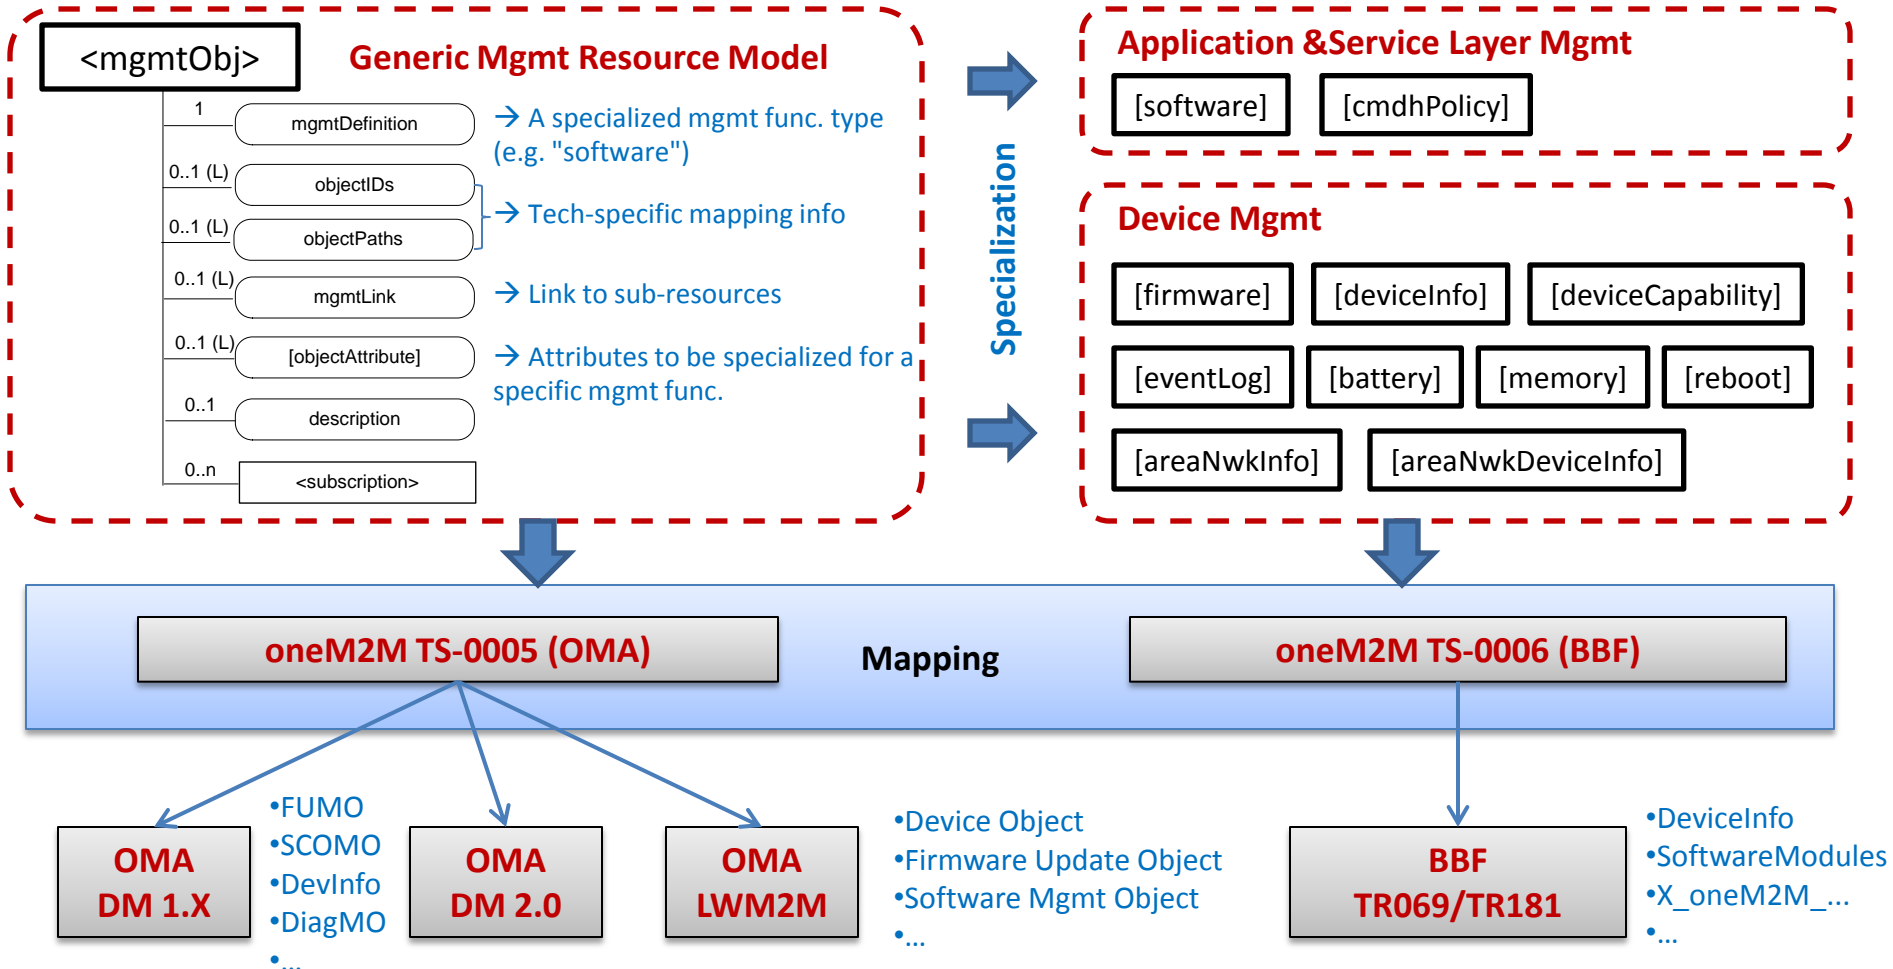 <mgmtObj>
Generic Mgmt Resource Model
1
mgmtDefinition
→ A specialized mgmt func. type
(e.g. "software")
0..1 (L)
objectIDs
→ Tech-specific mapping info
0..1 (L)
objectPaths
0..1 (L)
mgmtLink
→ Link to sub-resources
0..1 (L)
[objectAttribute]
→ Attributes to be specialized for a
specific mgmt func.
0..1
description
0..n
<subscription>
Specialization
Application &Service Layer Mgmt
[software]
[cmdhPolicy]
Device Mgmt
[firmware]
[deviceInfo]
[deviceCapability]
[eventLog]
[battery]
[memory]
[reboot]
[areaNwkInfo]
[areaNwkDeviceInfo]
oneM2M TS-0005 (OMA)
Mapping
oneM2M TS-0006 (BBF)
OMA
DM 1.X
•FUMO
•SCOMO
•DevInfo
•DiagMO
•...
OMA
DM 2.0
OMA
LWM2M
•Device Object
•Firmware Update Object
•Software Mgmt Object
•...
BBF
TR069/TR181
•DeviceInfo
•SoftwareModules
•X_oneM2M_...
•...